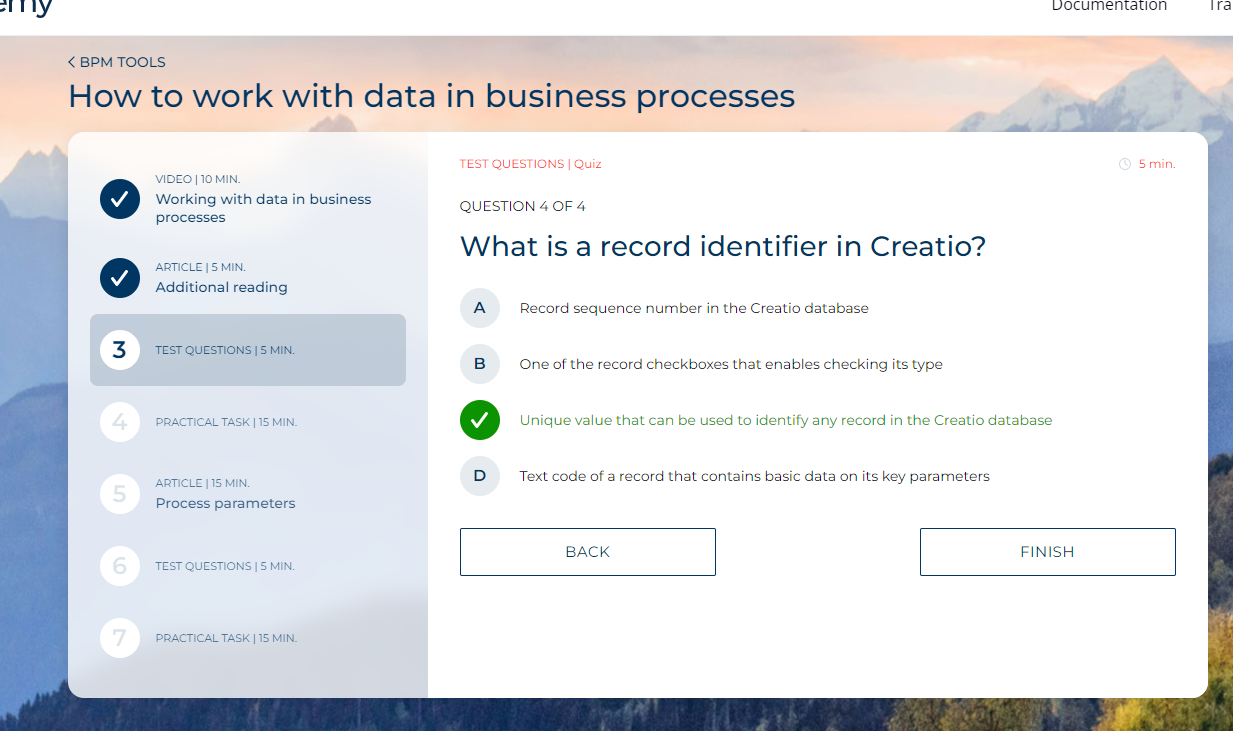 Documentation
< BPM TOOLS
How to work with data in business processes
VIDEO | 10 MIN.
Working with data in business
processes
ARTICLE | 5 MIN.
Additional reading
3
TEST QUESTIONS | 5 MIN.
4
PRACTICAL TASK | 15 MIN.
5
ARTICLE | 15 MIN.
Process parameters
6
TEST QUESTIONS | 5 MIN.
7
PRACTICAL TASK | 15 MIN.
TEST QUESTIONS | Quiz
5 min.
QUESTION 4 OF 4
What is a record identifier in Creatio?
A Record sequence number in the Creatio database
B One of the record checkboxes that enables checking its type
Unique value that can be used to identify any record in the Creatio database
D Text code of a record that contains basic data on its key parameters
BACK
FINISH